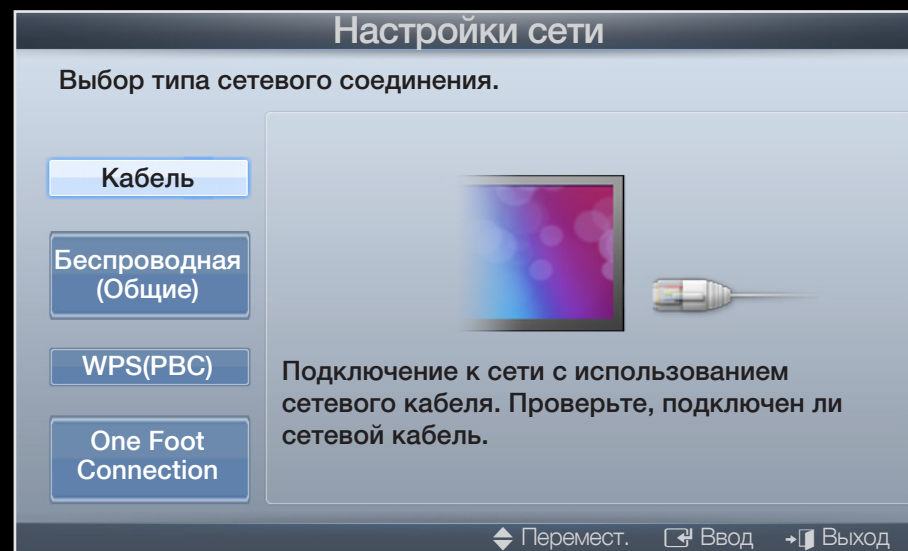 Настройки сети
Выбор типа сетевого соединения.
Кабель
Беспроводная
(Общие)
WPS(PBC)
One Foot
Connection
Подключение к сети с использованием
сетевого кабеля. Проверьте, подключен ли
сетевой кабель.
Перемест. Ввод Выход